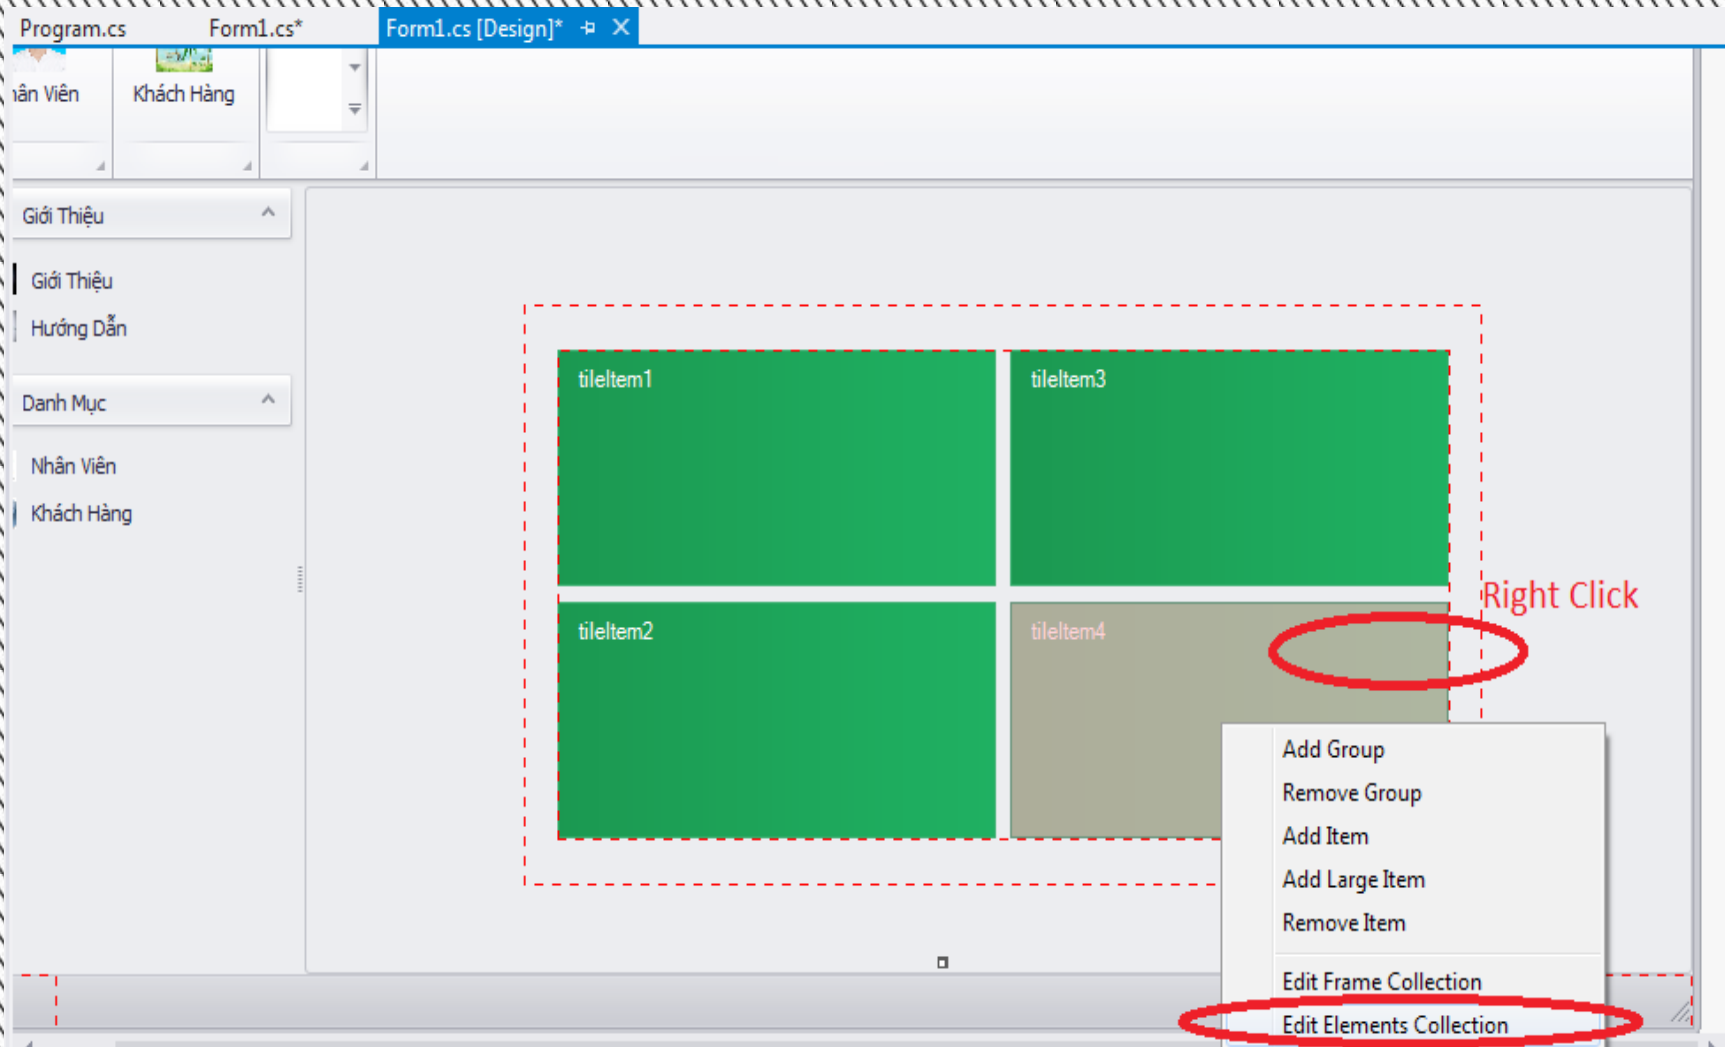 Program.cs Form1.cs* Form1.cs [Design]*
hân Viên Khách Hàng
Giới Thiệu
Giới Thiệu
Hướng Dẫn
Danh Mục
Nhân Viên
Khách Hàng
tileItem1 tileItem3
Right Click
tileItem2 tileItem4
Add Group
Remove Group
Add Item
Add Large Item
Remove Item
Edit Frame Collection
Edit Elements Collection